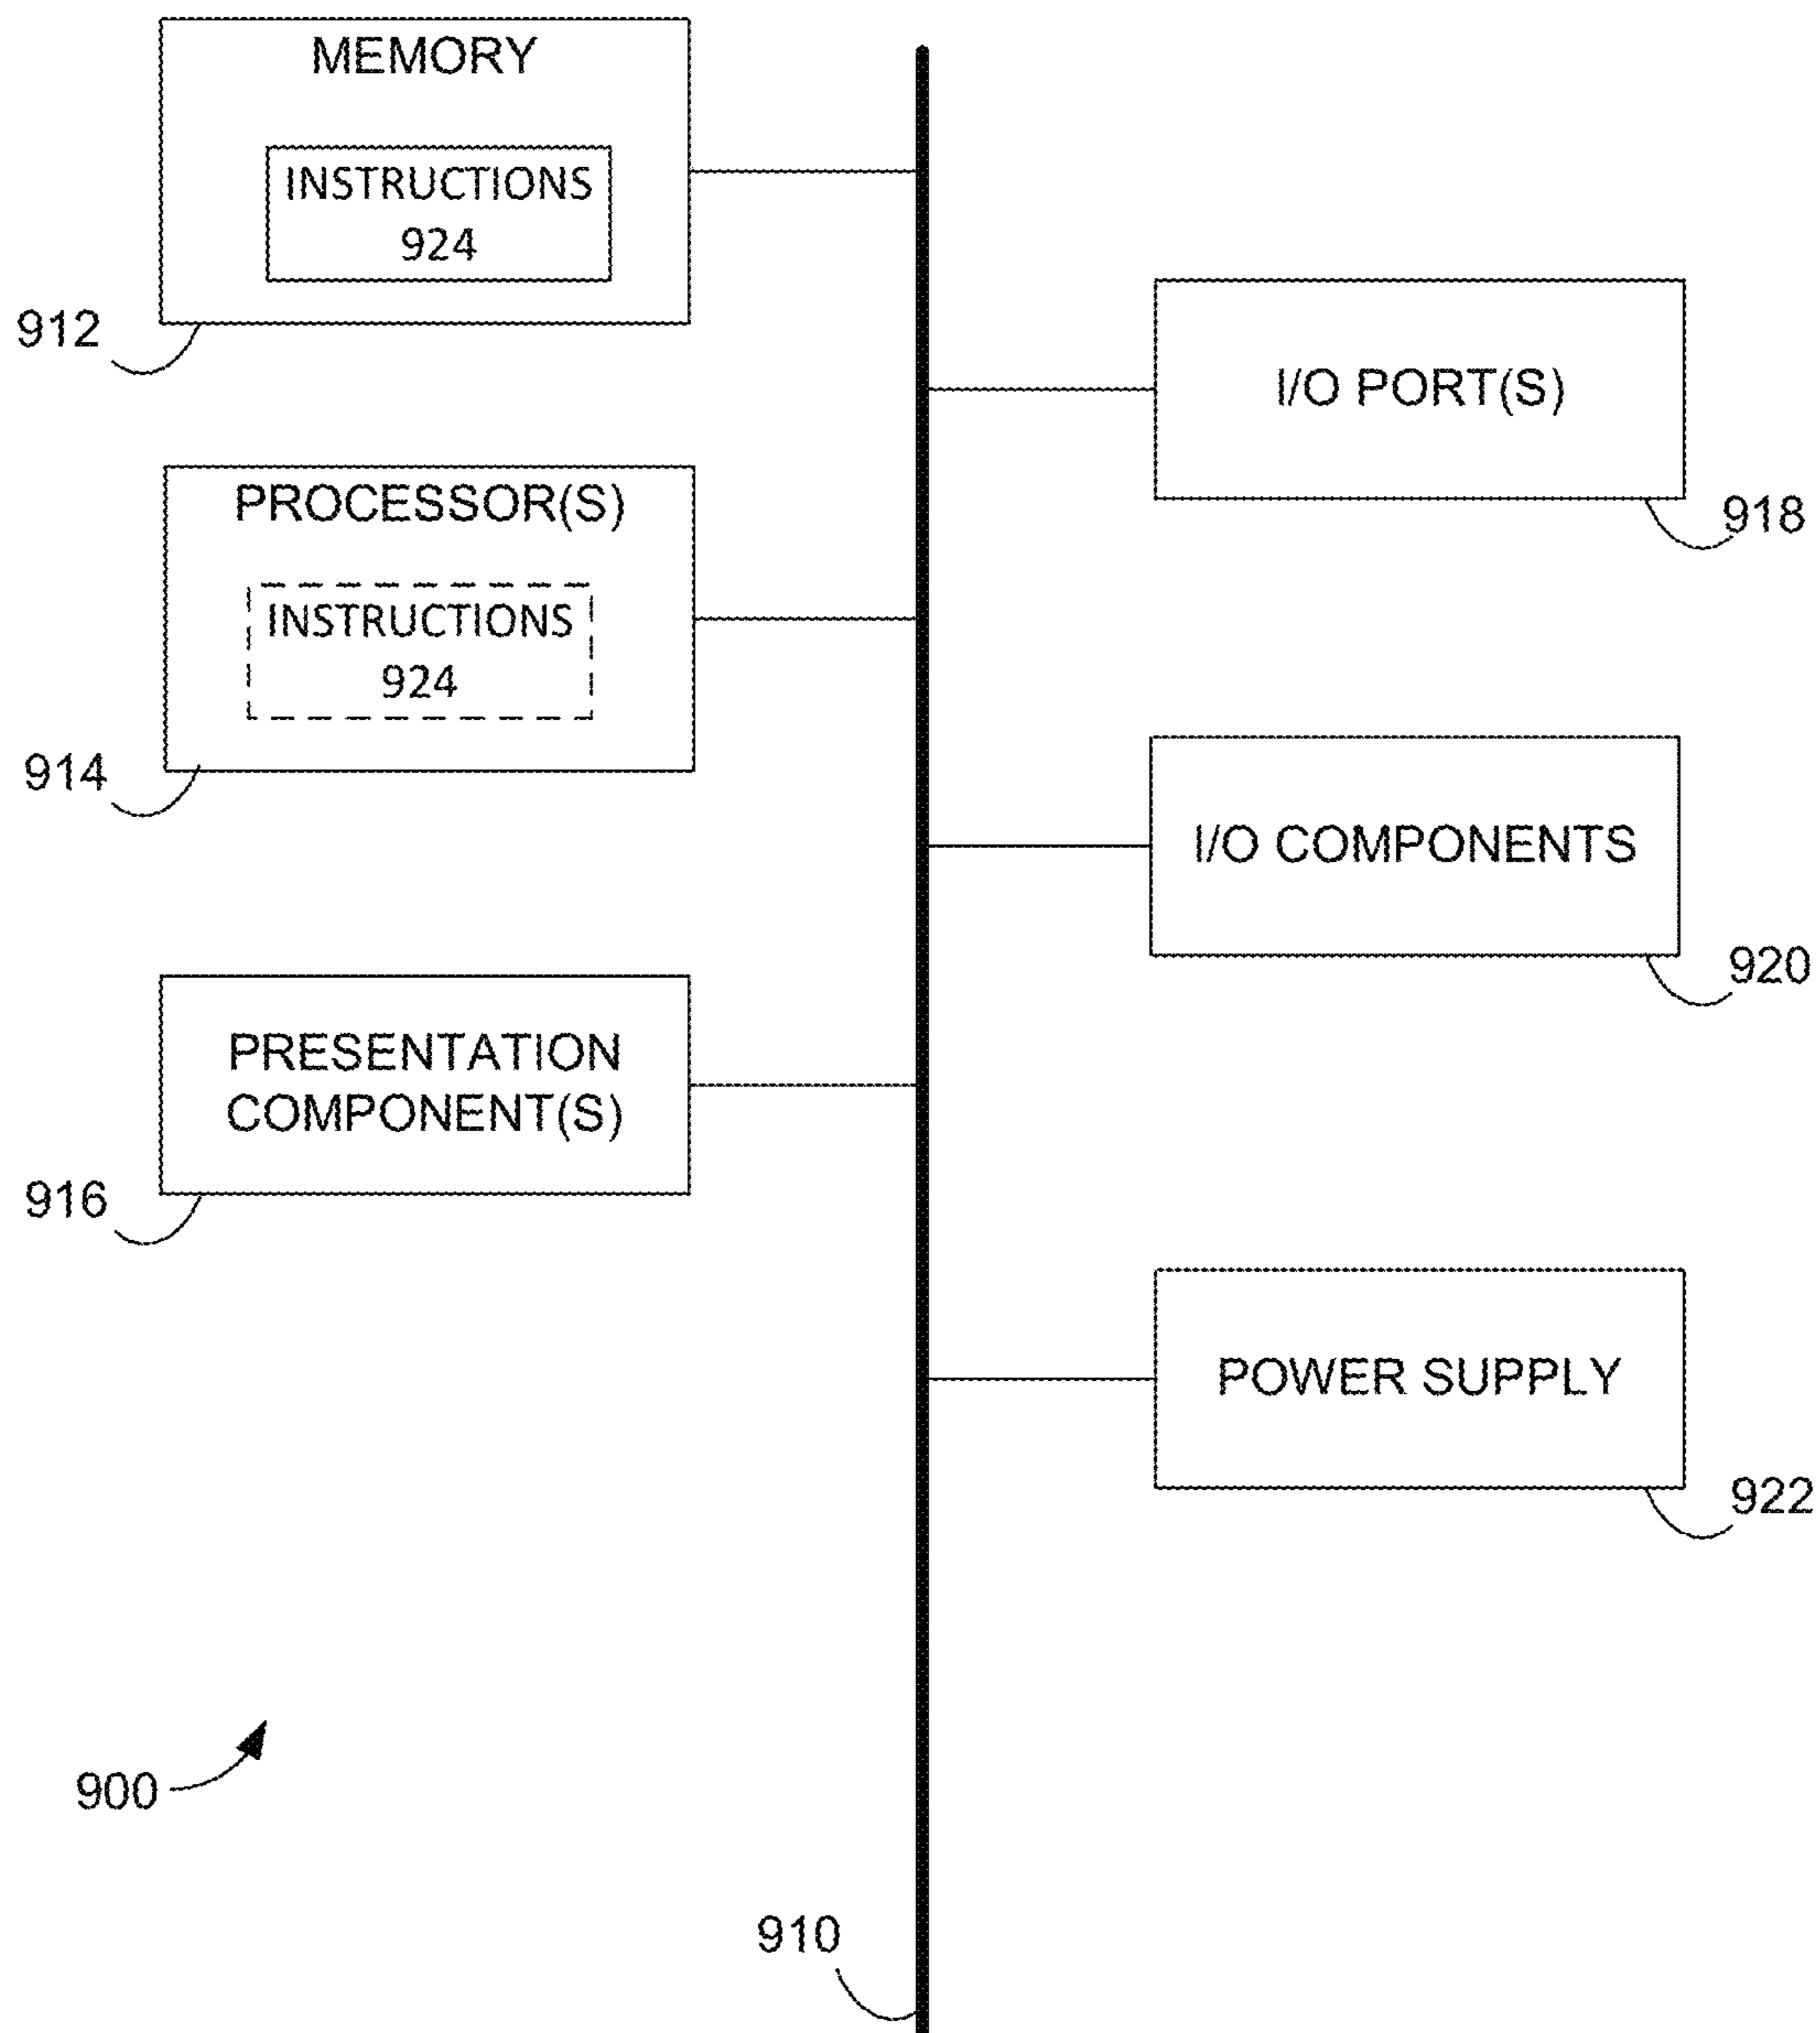 MEMORY
INSTRUCTIONS
924
912
I/O PORT(S)
918
PROCESSOR(S)
INSTRUCTIONS
924
914
I/O COMPONENTS
920
PRESENTATION
COMPONENT(S)
916
POWER SUPPLY
922
900
910